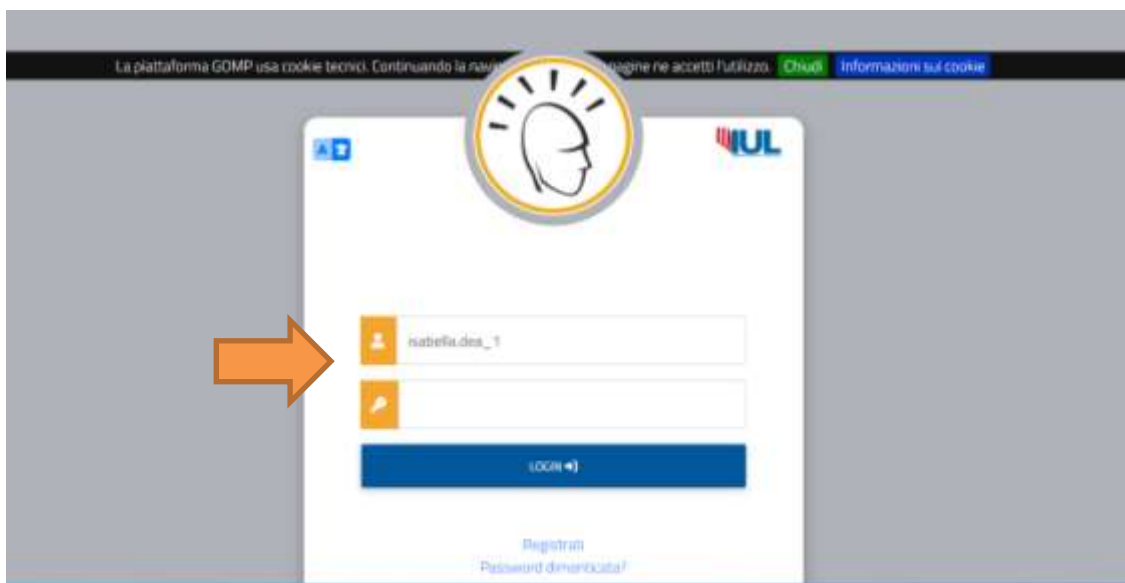 La piattaforma GOMP usa cookie tecnici. Continuando la navi pagine ne accetti l'utilizzo. Chiudi Informazioni sui cookie
A
IUL
isabella.dea_1
LOGIN
Registrati
Password dimenticata?